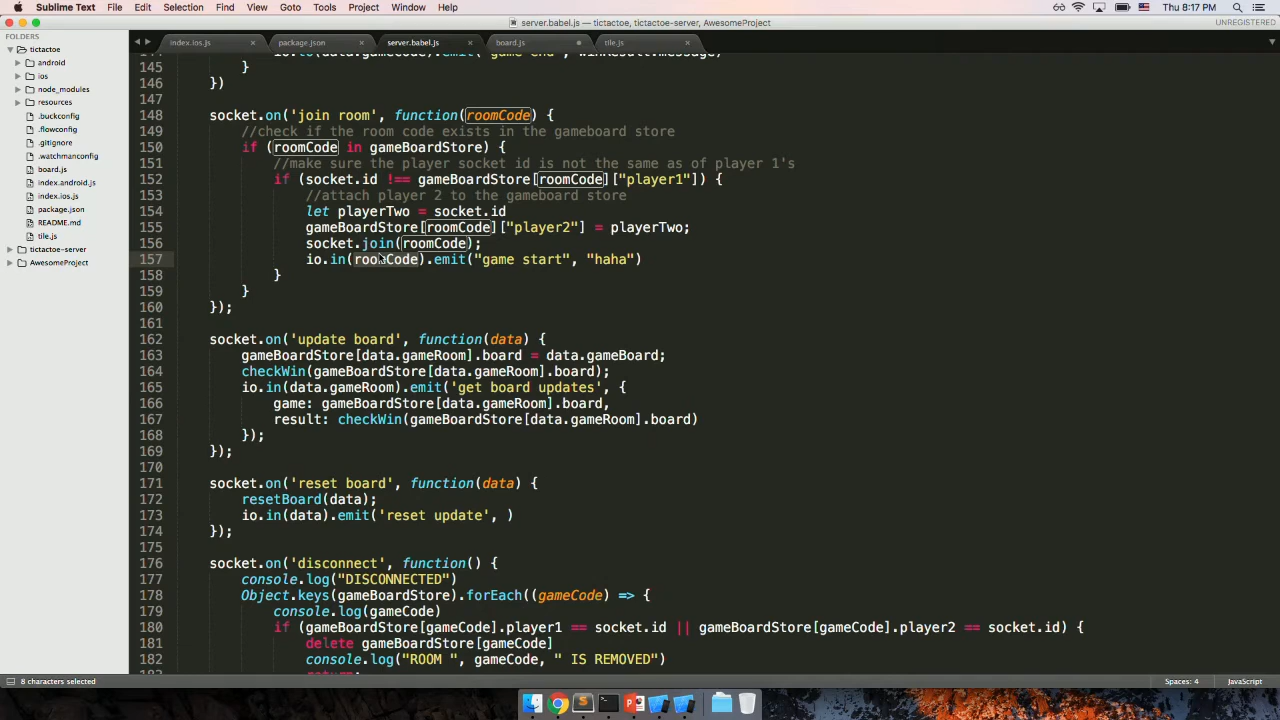 Sublime Text File Edit Selection Find View Goto Tools Project Window Help
Thu 8:17 PM
server.babel.js — tictactoe, tictactoe-server, AwesomeProject
UNREGISTERED
FOLDERS
tictactoe
android
ios
node_modules
resources
.buckconfig
.flowconfig
.gitignore
.watchmanconfig
board.js
index.android.js
index.ios.js
package.json
README.md
tile.js
tictactoe-server
AwesomeProject
index.ios.js
package.json
server.babel.js
board.js
tile.js
144 io.to(data.gameCode).emit('game end', winResult.message)
145 }
146 })
147
148 socket.on('join room', function(roomCode) {
149 //check if the room code exists in the gameboard store
150 if (roomCode in gameBoardStore) {
151 //make sure the player socket id is not the same as of player 1's
152 if (socket.id !== gameBoardStore[roomCode]["player1"]) {
153 //attach player 2 to the gameboard store
154 let playerTwo = socket.id
155 gameBoardStore[roomCode]["player2"] = playerTwo;
156 socket.join(roomCode);
157 io.in(roomCode).emit("game start", "haha")
158 }
159 }
160 });
161
162 socket.on('update board', function(data) {
163 gameBoardStore[data.gameRoom].board = data.gameBoard;
164 checkWin(gameBoardStore[data.gameRoom].board);
165 io.in(data.gameRoom).emit('get board updates', {
166 game: gameBoardStore[data.gameRoom].board,
167 result: checkWin(gameBoardStore[data.gameRoom].board)
168 });
169 });
170
171 socket.on('reset board', function(data) {
172 resetBoard(data);
173 io.in(data).emit('reset update', )
174 });
175
176 socket.on('disconnect', function() {
177 console.log("DISCONNECTED")
178 Object.keys(gameBoardStore).forEach((gameCode) => {
179 console.log(gameCode)
180 if (gameBoardStore[gameCode].player1 == socket.id || gameBoardStore[gameCode].player2 == socket.id) {
181 delete gameBoardStore[gameCode]
182 console.log("ROOM ", gameCode, " IS REMOVED")
183 return;
8 characters selected
Spaces: 4
JavaScript